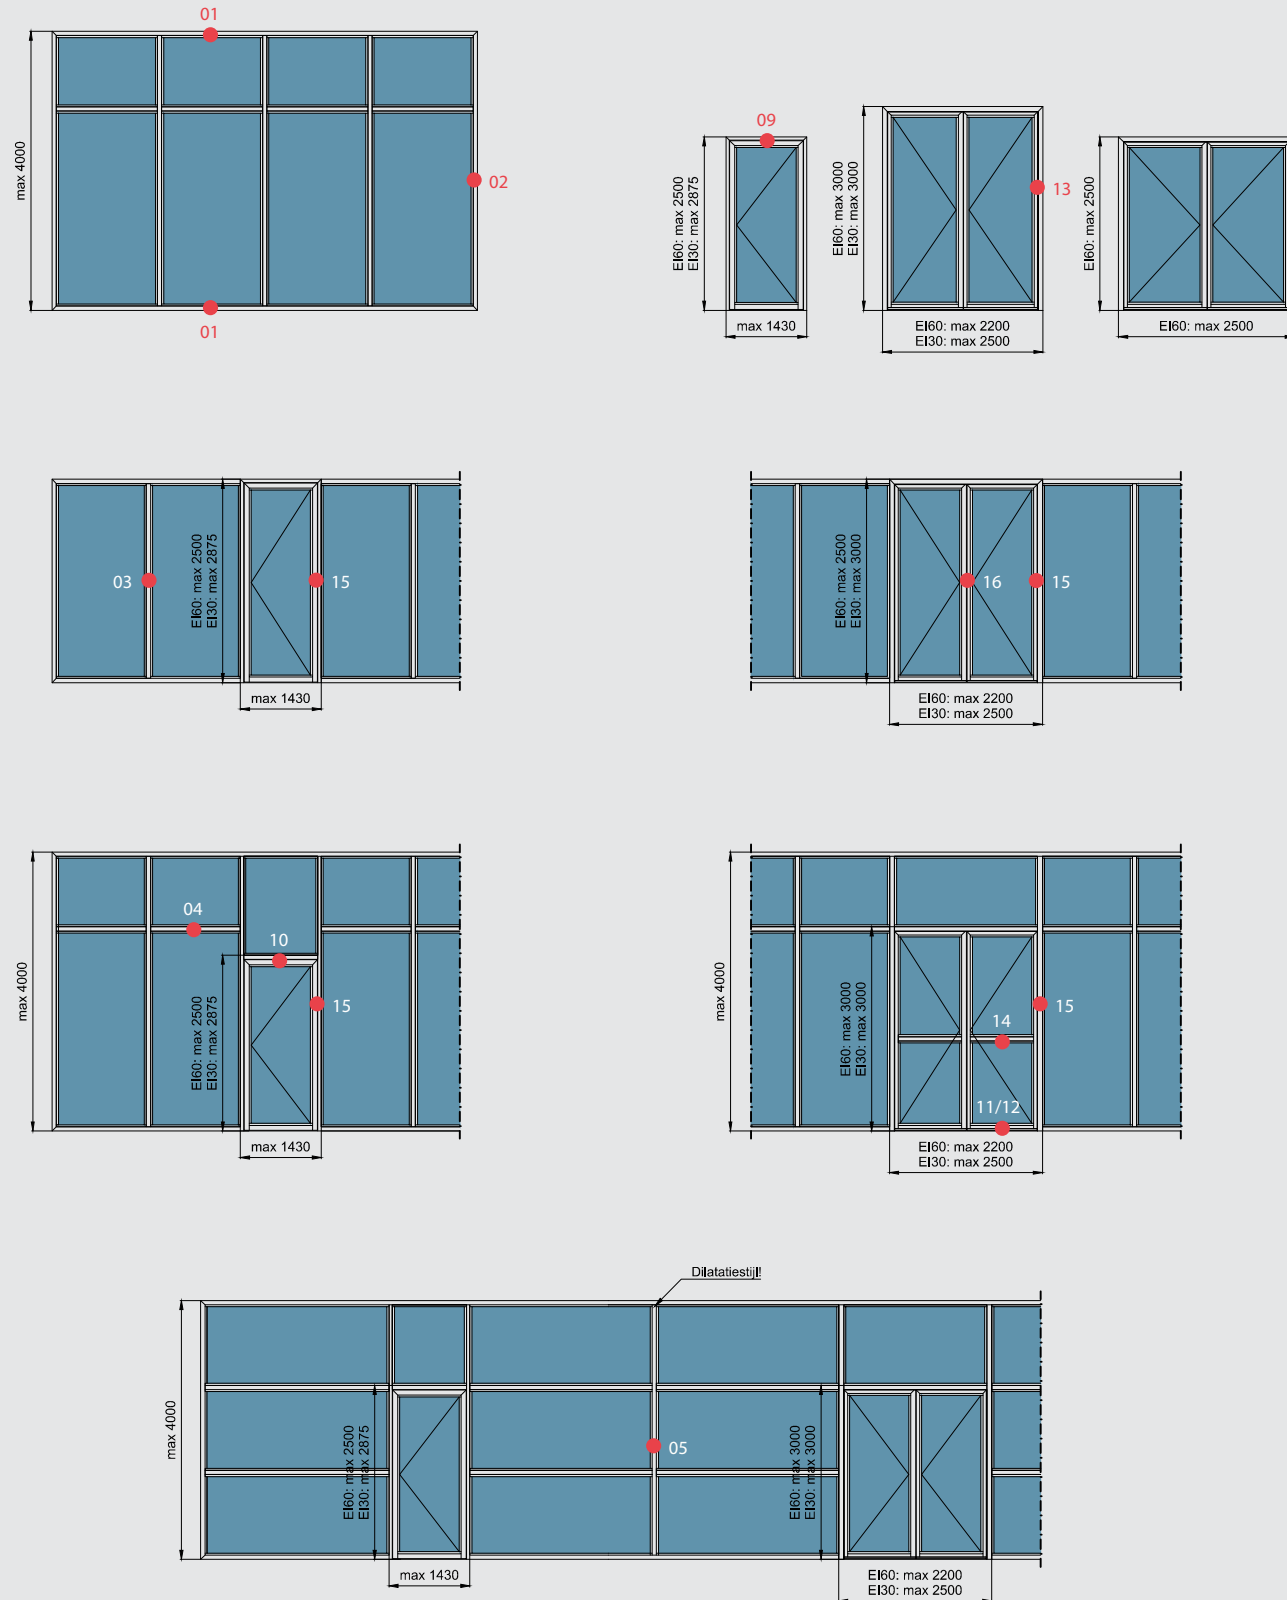 01
max 4000
02
01
09
EI60: max 2500
EI30: max 2875
max 1430
EI60: max 3000
EI30: max 3000
13
EI60: max 2200
EI30: max 2500
EI60: max 2500
EI60: max 2500
03
EI60: max 2500
EI30: max 2875
15
max 1430
EI60: max 2500
EI30: max 3000
16
15
EI60: max 2200
EI30: max 2500
max 4000
04
10
EI60: max 2500
EI30: max 2875
15
max 1430
max 4000
EI60: max 3000
EI30: max 3000
14
15
11/12
EI60: max 2200
EI30: max 2500
Dilatatiestijl!
max 4000
EI60: max 2500
EI30: max 2875
05
EI60: max 3000
EI30: max 3000
max 1430
EI60: max 2200
EI30: max 2500